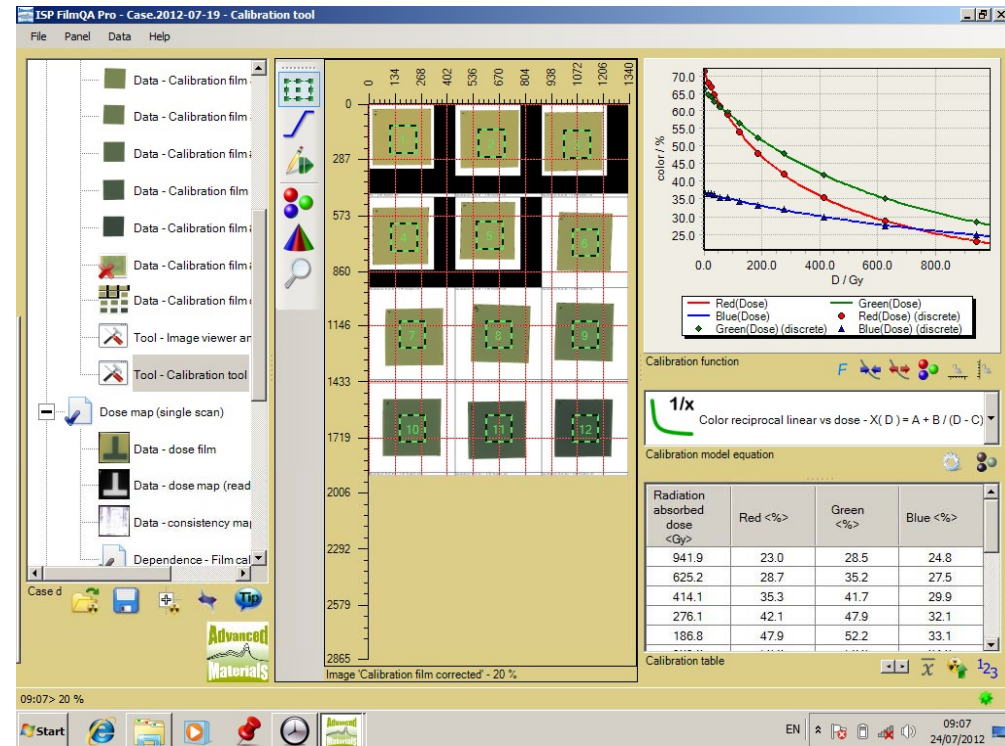 ISP FilmQA Pro - Case.2012-07-19 - Calibration tool
File Panel Data Help
Data - Calibration film
Data - Calibration film
Data - Calibration film
Data - Calibration film
Data - Calibration film
Data - Calibration film
Data - Calibration film
Tool - Image viewer an
Tool - Calibration tool
Dose map (single scan)
Data - dose film
Data - dose map (read
Data - consistency map
Dependence - Film cal
Case d
Tip
Advanced
Materials
0 134 268 402 536 670 804 938 1072 1206 1340
0
287
573
860
1146
1433
1719
2006
2292
2579
2865
4 5 6
7 8 9
10 11 12
Image 'Calibration film corrected' - 20 %
color / %
70.0
65.0
60.0
55.0
50.0
45.0
40.0
35.0
30.0
25.0
0.0 200.0 400.0 600.0 800.0
D / Gy
Red(Dose) Green(Dose)
Blue(Dose) Red(Dose) (discrete)
Green(Dose) (discrete) Blue(Dose) (discrete)
Calibration function
F
1/x
Color reciprocal linear vs dose - X( D ) = A + B / (D - C)
Calibration model equation
Radiation absorbed dose <Gy> Red <%> Green <%> Blue <%>
941.9 23.0 28.5 24.8
625.2 28.7 35.2 27.5
414.1 35.3 41.7 29.9
276.1 42.1 47.9 32.1
186.8 47.9 52.2 33.1
Calibration table
x 123
09:07> 20 %
Start
Advanced
EN
09:07
24/07/2012